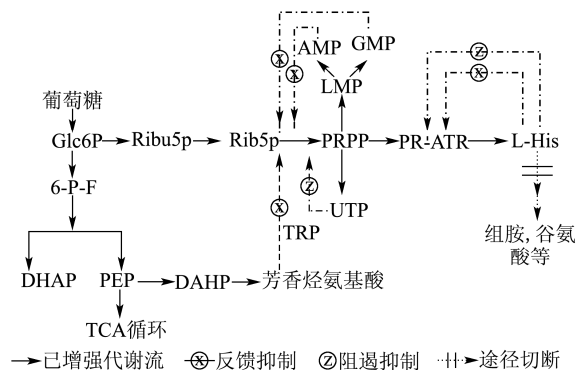 GMP
AMP
LMP
葡萄糖
Glc6P
Ribu5p
Rib5p
PRPP
PR-ATR
L-His
X
X
Z
X
6-P-F
Z
UTP
X
TRP
组胺,谷氨
酸等
DHAP
PEP
DAHP
芳香烃氨基酸
TCA循环
已增强代谢流
X反馈抑制
Z阻遏抑制
途径切断